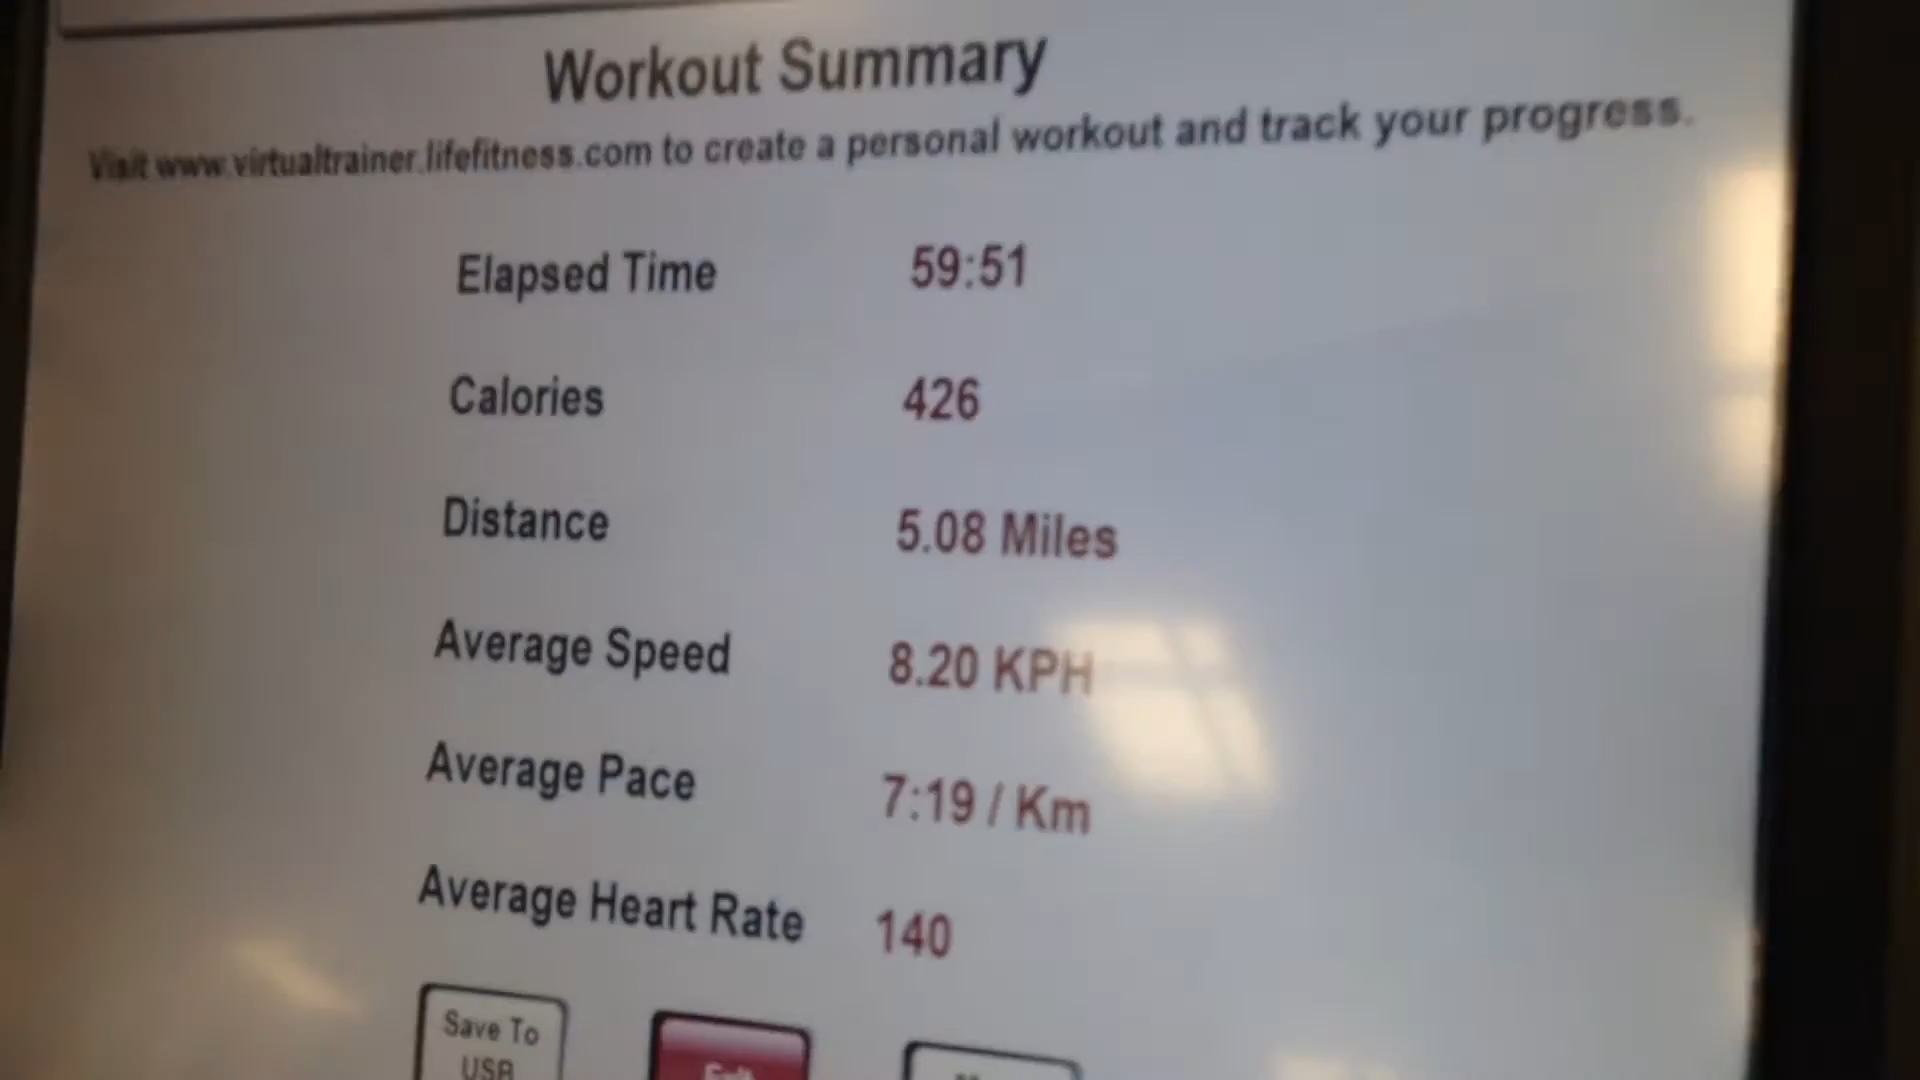 Workout Summary
Visit www.virtualtrainer.lifefitness.com to create a personal workout and track your progress.
Elapsed Time 59:51
Calories 426
Distance 5.08 Miles
Average Speed 8.20 KPH
Average Pace 7:19 / Km
Average Heart Rate 140
Save To
USB
Exit